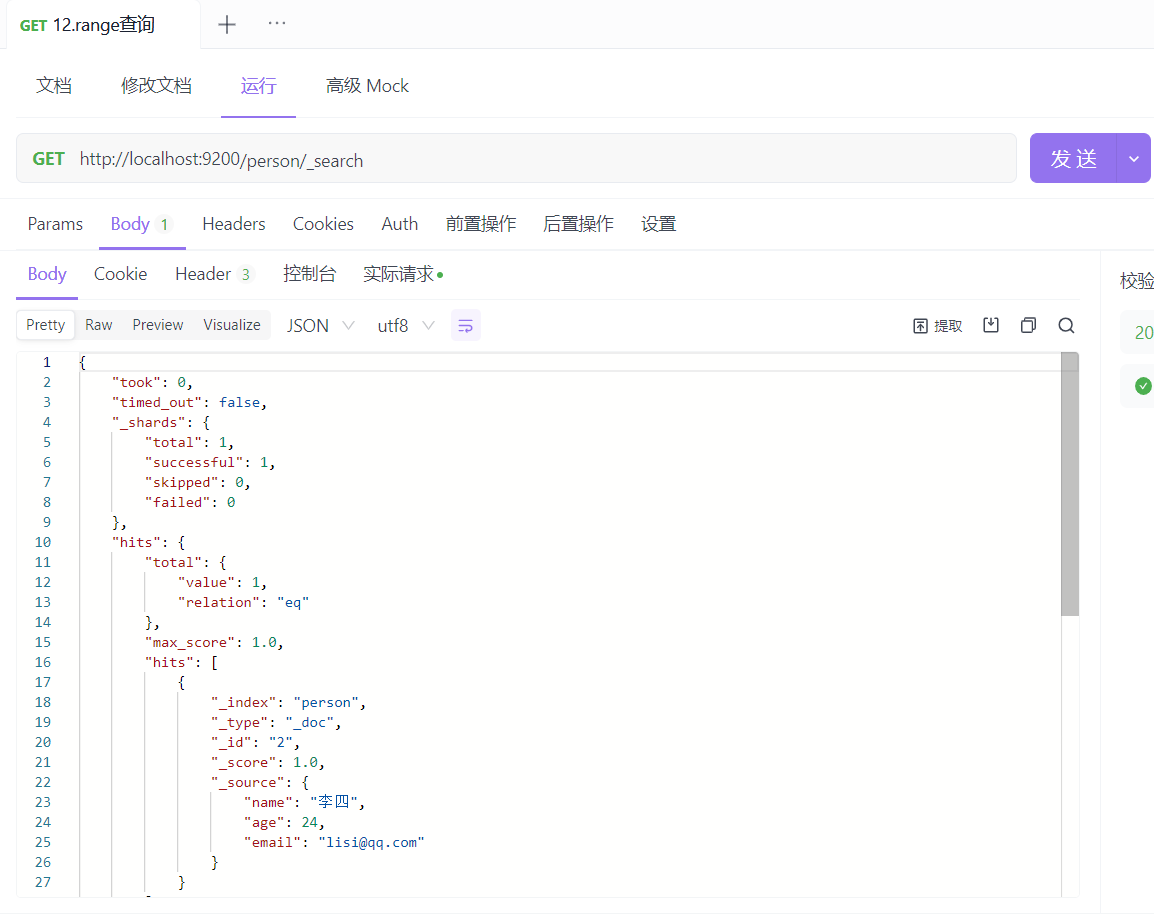 GET 12.range查询
文档 修改文档 运行 高级 Mock
GET http://localhost:9200/person/_search 发 送
Params Body 1 Headers Cookies Auth 前置操作 后置操作 设置
Body Cookie Header 3 控制台 实际请求 校验
Pretty Raw Preview Visualize JSON utf8 提取 20
1 {
2 "took": 0,
3 "timed_out": false,
4 "_shards": {
5 "total": 1,
6 "successful": 1,
7 "skipped": 0,
8 "failed": 0
9 },
10 "hits": {
11 "total": {
12 "value": 1,
13 "relation": "eq"
14 },
15 "max_score": 1.0,
16 "hits": [
17 {
18 "_index": "person",
19 "_type": "_doc",
20 "_id": "2",
21 "_score": 1.0,
22 "_source": {
23 "name": "李四",
24 "age": 24,
25 "email": "lisi@qq.com"
26 }
27 }